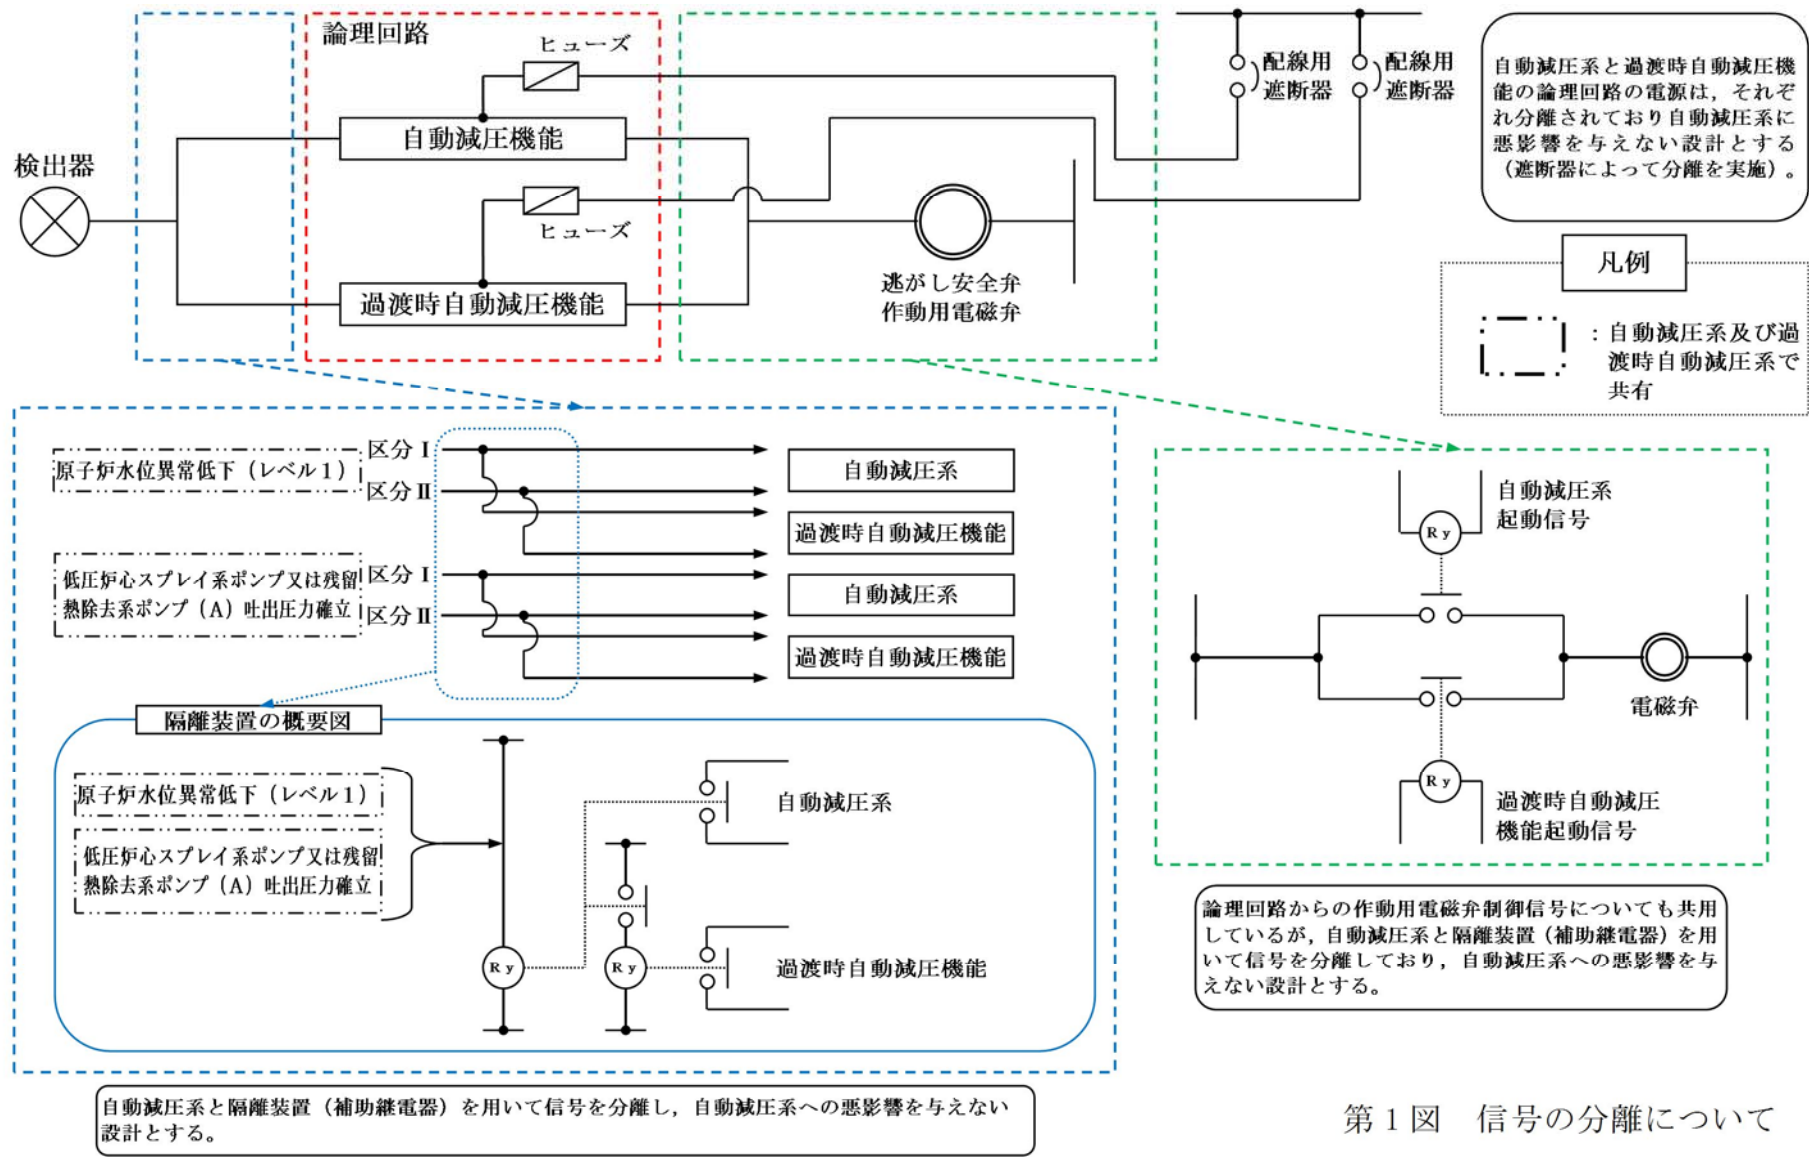 論理回路
ヒューズ
自動減圧機能
検出器
ヒューズ
過渡時自動減圧機能
逃がし安全弁
作動用電磁弁
配線用
遮断器
配線用
遮断器
自動減圧系と過渡時自動減圧機
能の論理回路の電源は，それぞ
れ分離されており自動減圧系に
悪影響を与えない設計とする
（遮断器によって分離を実施）。
凡例
：自動減圧系及び過
渡時自動減圧系で
共有
原子炉水位異常低下（レベル１）
区分Ⅰ
区分Ⅱ
自動減圧系
過渡時自動減圧機能
低圧炉心スプレイ系ポンプ又は残留
熱除去系ポンプ（A）吐出圧力確立
区分Ⅰ
区分Ⅱ
自動減圧系
過渡時自動減圧機能
隔離装置の概要図
原子炉水位異常低下（レベル１）
低圧炉心スプレイ系ポンプ又は残留
熱除去系ポンプ（A）吐出圧力確立
Ry
Ry
自動減圧系
過渡時自動減圧機能
自動減圧系と隔離装置（補助継電器）を用いて信号を分離し，自動減圧系への悪影響を与えない
設計とする。
Ry
自動減圧系
起動信号
電磁弁
Ry
過渡時自動減圧
機能起動信号
論理回路からの作動用電磁弁制御信号についても共用
しているが，自動減圧系と隔離装置（補助継電器）を用
いて信号を分離しており，自動減圧系への悪影響を与
えない設計とする。
第１図　信号の分離について